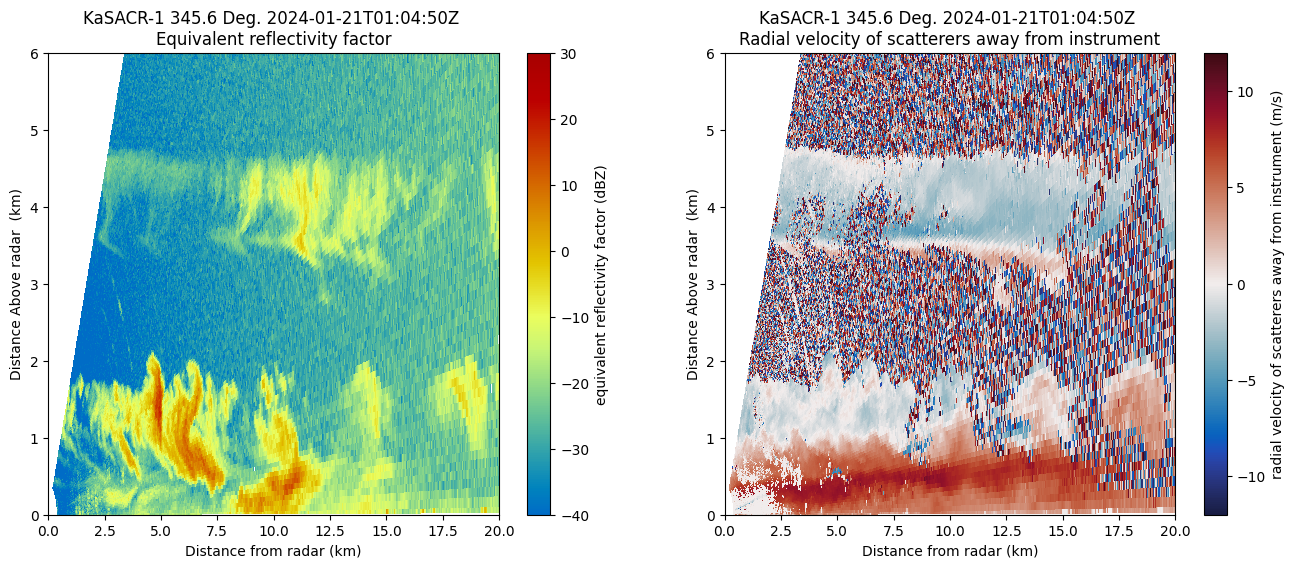 KaSACR-1 345.6 Deg. 2024-01-21T01:04:50Z
Equivalent reflectivity factor
6
5
4
3
2
1
0
Distance Above radar  (km)
0.0 2.5 5.0 7.5 10.0 12.5 15.0 17.5 20.0
Distance from radar (km)
30
20
10
0
−10
−20
−30
−40
equivalent reflectivity factor (dBZ)
KaSACR-1 345.6 Deg. 2024-01-21T01:04:50Z
Radial velocity of scatterers away from instrument
6
5
4
3
2
1
0
Distance Above radar  (km)
0.0 2.5 5.0 7.5 10.0 12.5 15.0 17.5 20.0
Distance from radar (km)
10
5
0
−5
−10
radial velocity of scatterers away from instrument (m/s)